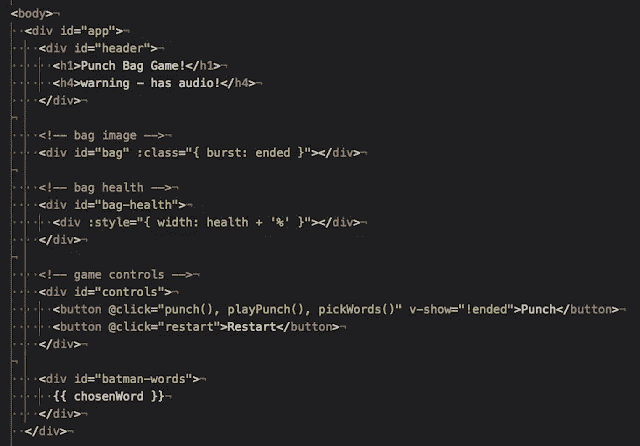 <body>
<div id="app">
<div id="header">
<h1>Punch Bag Game!</h1>
<h4>warning - has audio!</h4>
</div>
<!-- bag image -->
<div id="bag" :class="{ burst: ended }"></div>
<!-- bag health -->
<div id="bag-health">
<div :style="{ width: health + '%' }"></div>
</div>
<!-- game controls -->
<div id="controls">
<button @click="punch(), playPunch(), pickWords()" v-show="!ended">Punch</button>
<button @click="restart">Restart</button>
</div>
<div id="batman-words">
{{ chosenWord }}
</div>
</div>